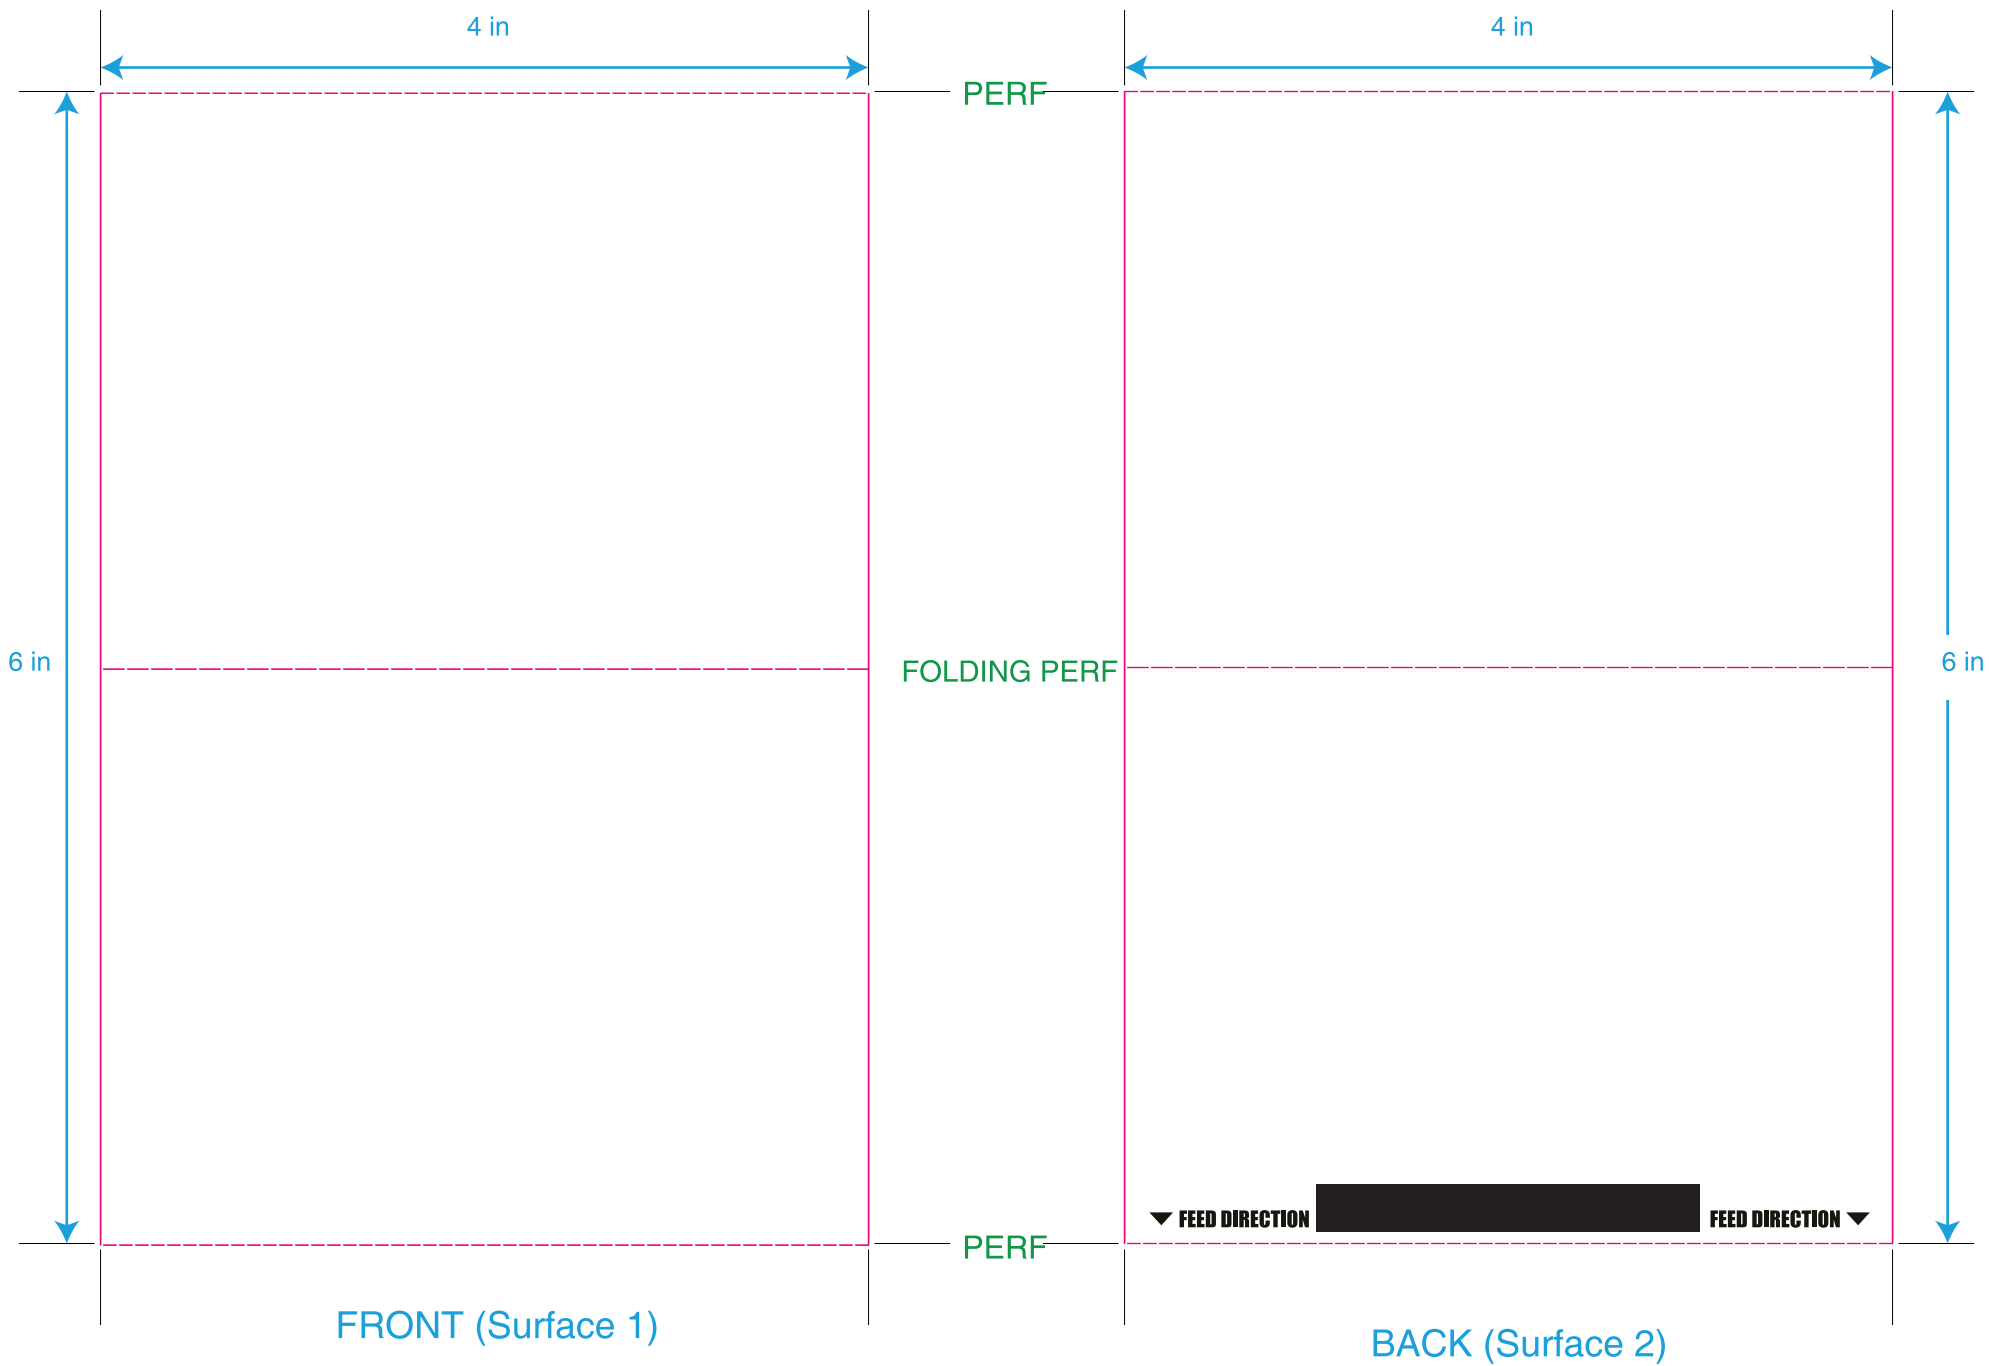 4 in
4 in
PERF
6 in
FOLDING PERF
6 in
FEED DIRECTION
FEED DIRECTION
PERF
FRONT (Surface 1)
BACK (Surface 2)